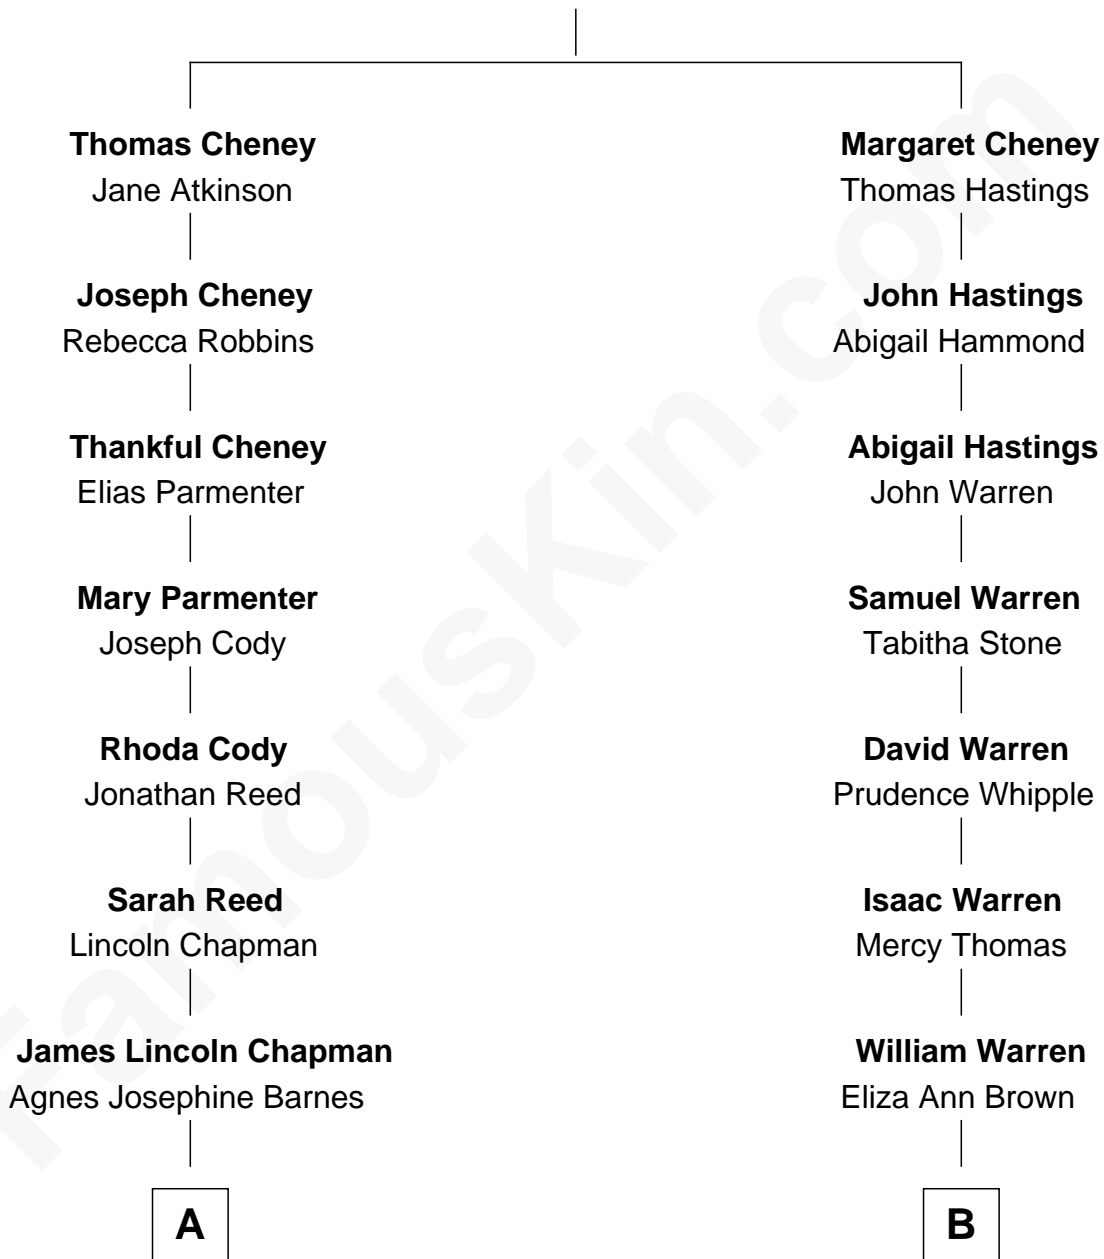 Thomas Cheney
Jane Atkinson
Joseph Cheney
Rebecca Robbins
Thankful Cheney
Elias Parmenter
Mary Parmenter
Joseph Cody
Rhoda Cody
Jonathan Reed
Sarah Reed
Lincoln Chapman
James Lincoln Chapman
Agnes Josephine Barnes
A
Margaret Cheney
Thomas Hastings
John Hastings
Abigail Hammond
Abigail Hastings
John Warren
Samuel Warren
Tabitha Stone
David Warren
Prudence Whipple
Isaac Warren
Mercy Thomas
William Warren
Eliza Ann Brown
B
FamousKin.com